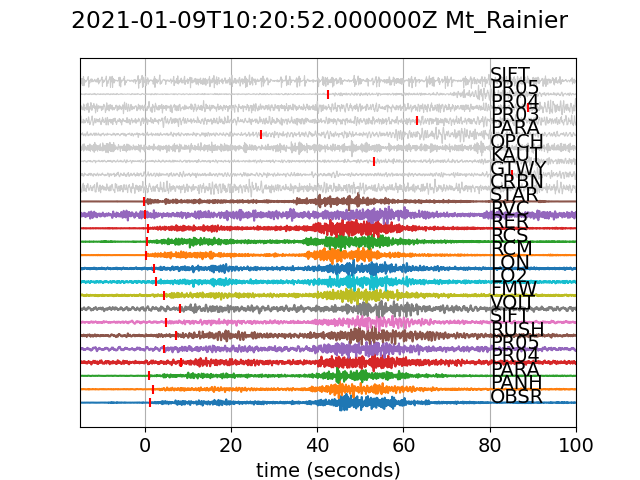 2021-01-09T10:20:52.000000Z Mt_Rainier
SIFT
PR05
PR04
PR03
PARA
OPCH
KAUT
GTWY
CRBN
STAR
RVC
RER
RCS
RCM
LON
LO2
FMW
VOIT
SIFT
RUSH
PR05
PR04
PARA
PANH
OBSR
0 20 40 60 80 100
time (seconds)